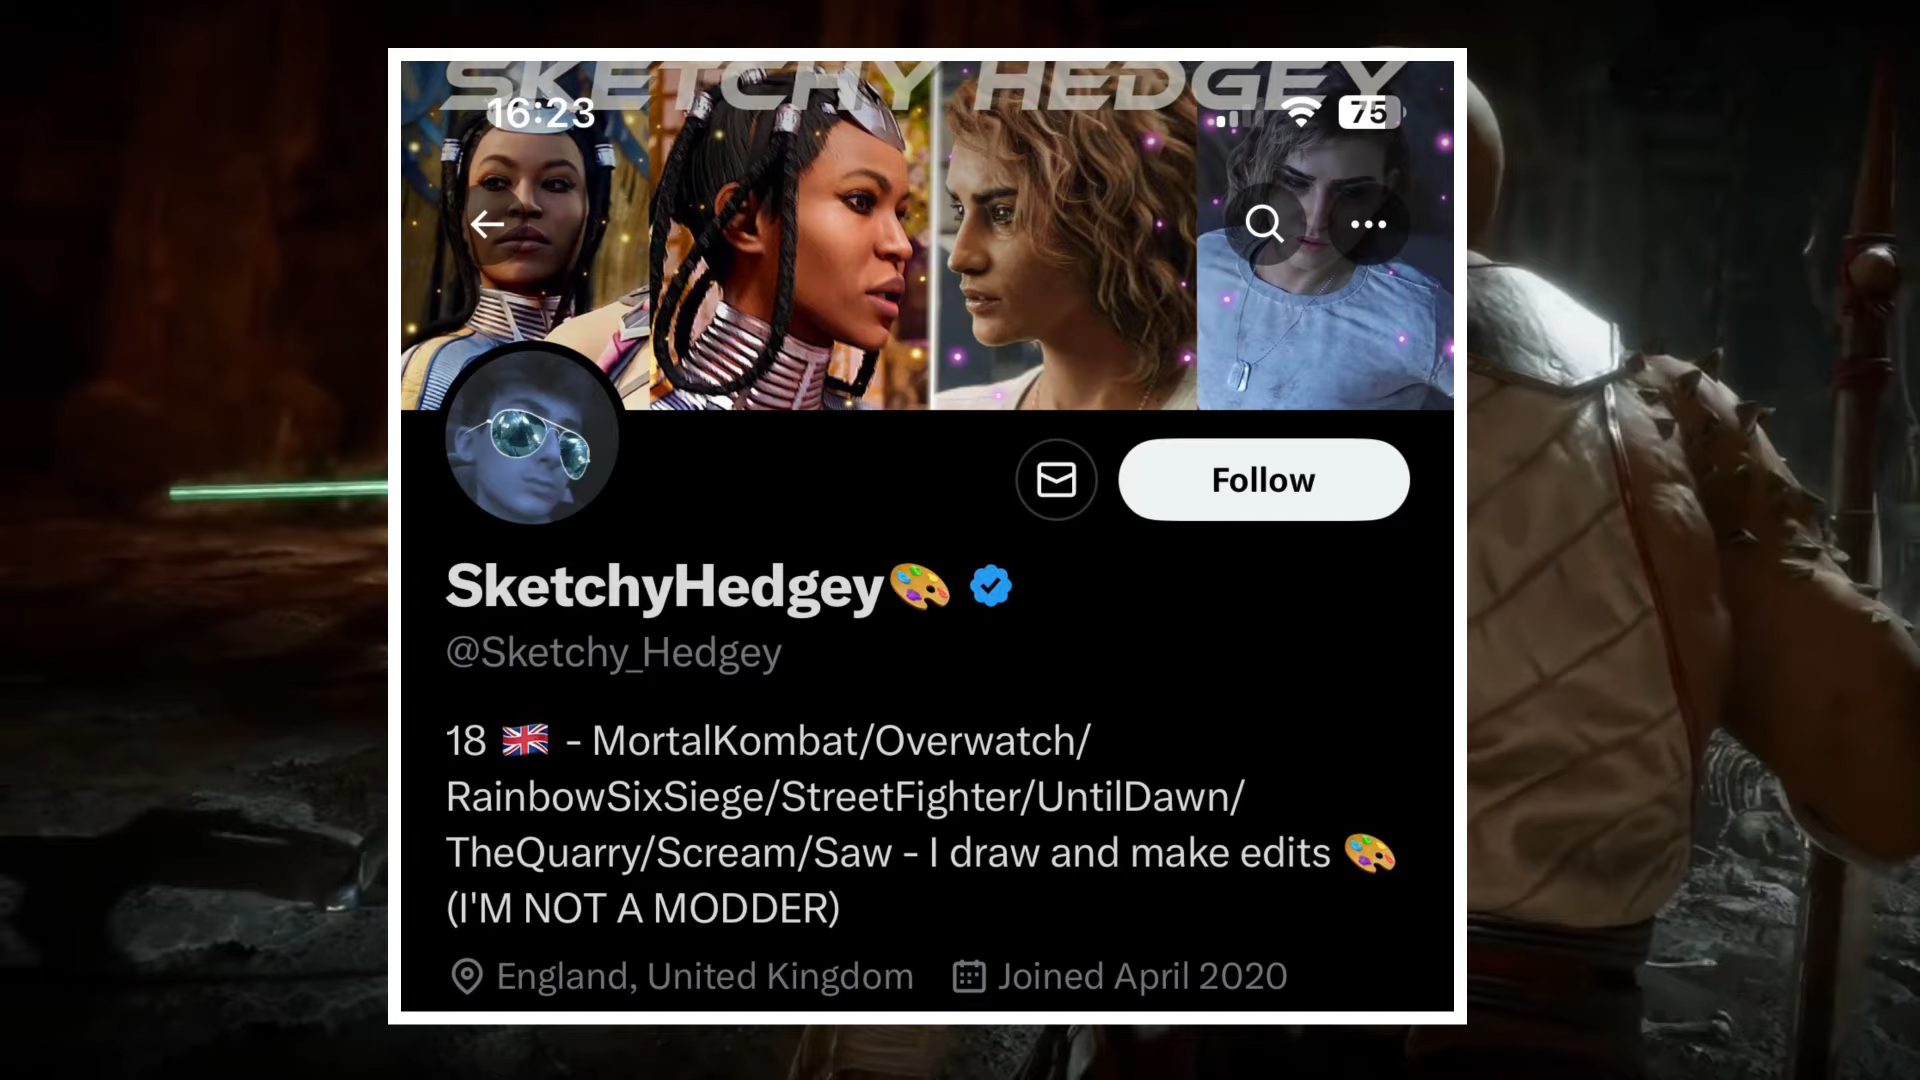 SKETCHY HEDGEY
16:23
75
Follow
SketchyHedgey🎨
@Sketchy_Hedgey
18 🇬🇧 - MortalKombat/Overwatch/
RainbowSixSiege/StreetFighter/UntilDawn/
TheQuarry/Scream/Saw - I draw and make edits 🎨
(I'M NOT A MODDER)
England, United Kingdom Joined April 2020